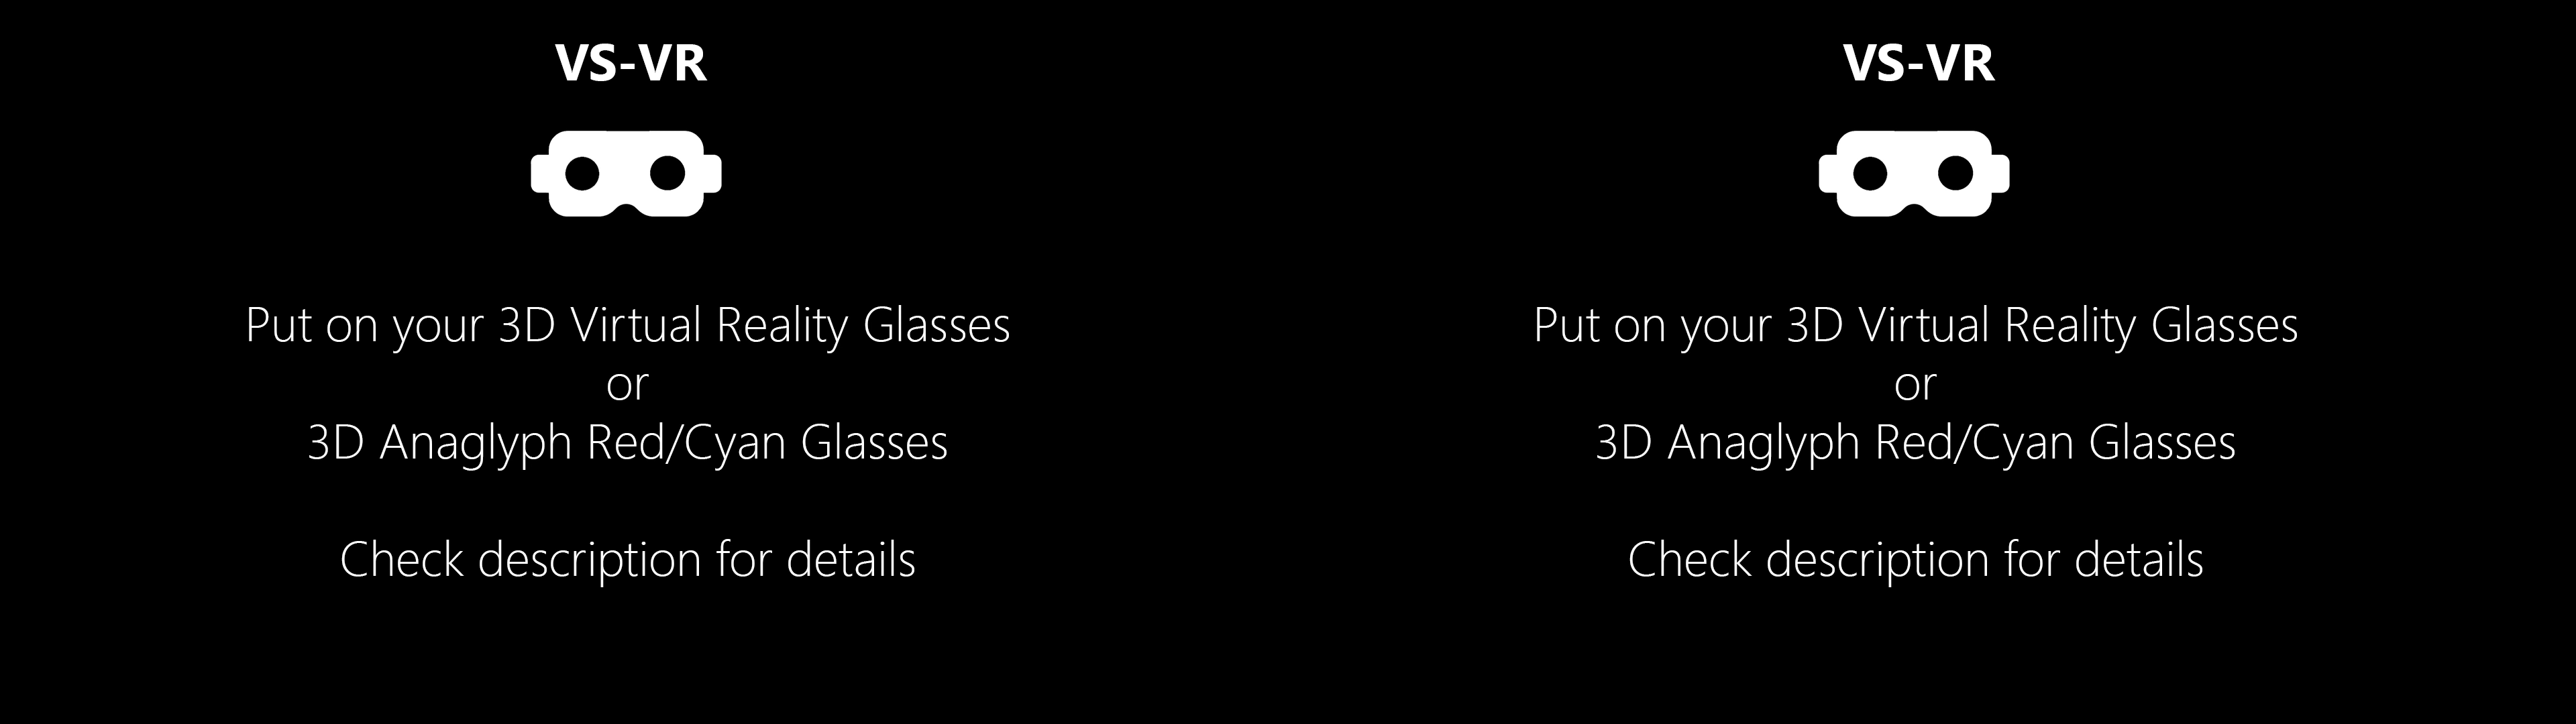 VS-VR
Put on your 3D Virtual Reality Glasses
or
3D Anaglyph Red/Cyan Glasses
Check description for details
VS-VR
Put on your 3D Virtual Reality Glasses
or
3D Anaglyph Red/Cyan Glasses
Check description for details